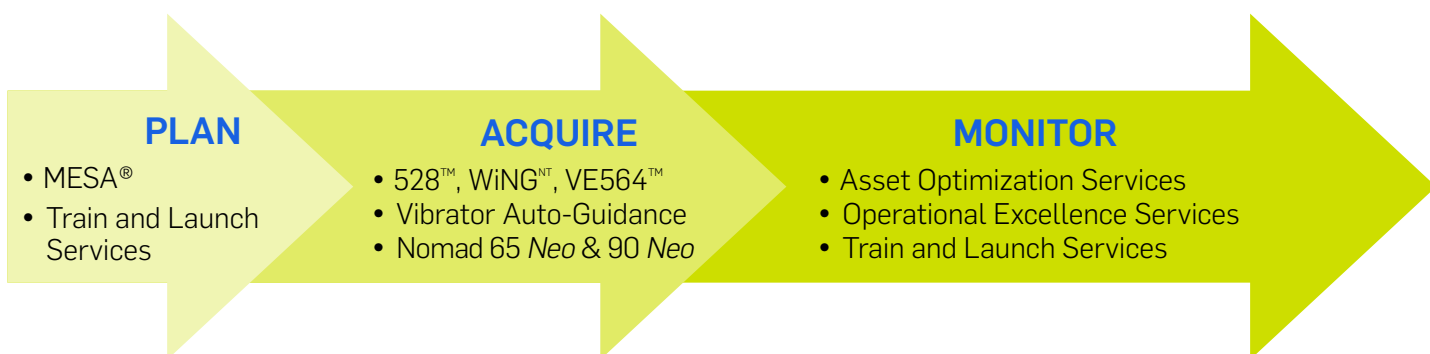 PLAN
• MESA®
• Train and Launch
Services
ACQUIRE
• 528™, WiNGᴺᵀ, VE564™
• Vibrator Auto-Guidance
• Nomad 65 Neo & 90 Neo
MONITOR
• Asset Optimization Services
• Operational Excellence Services
• Train and Launch Services